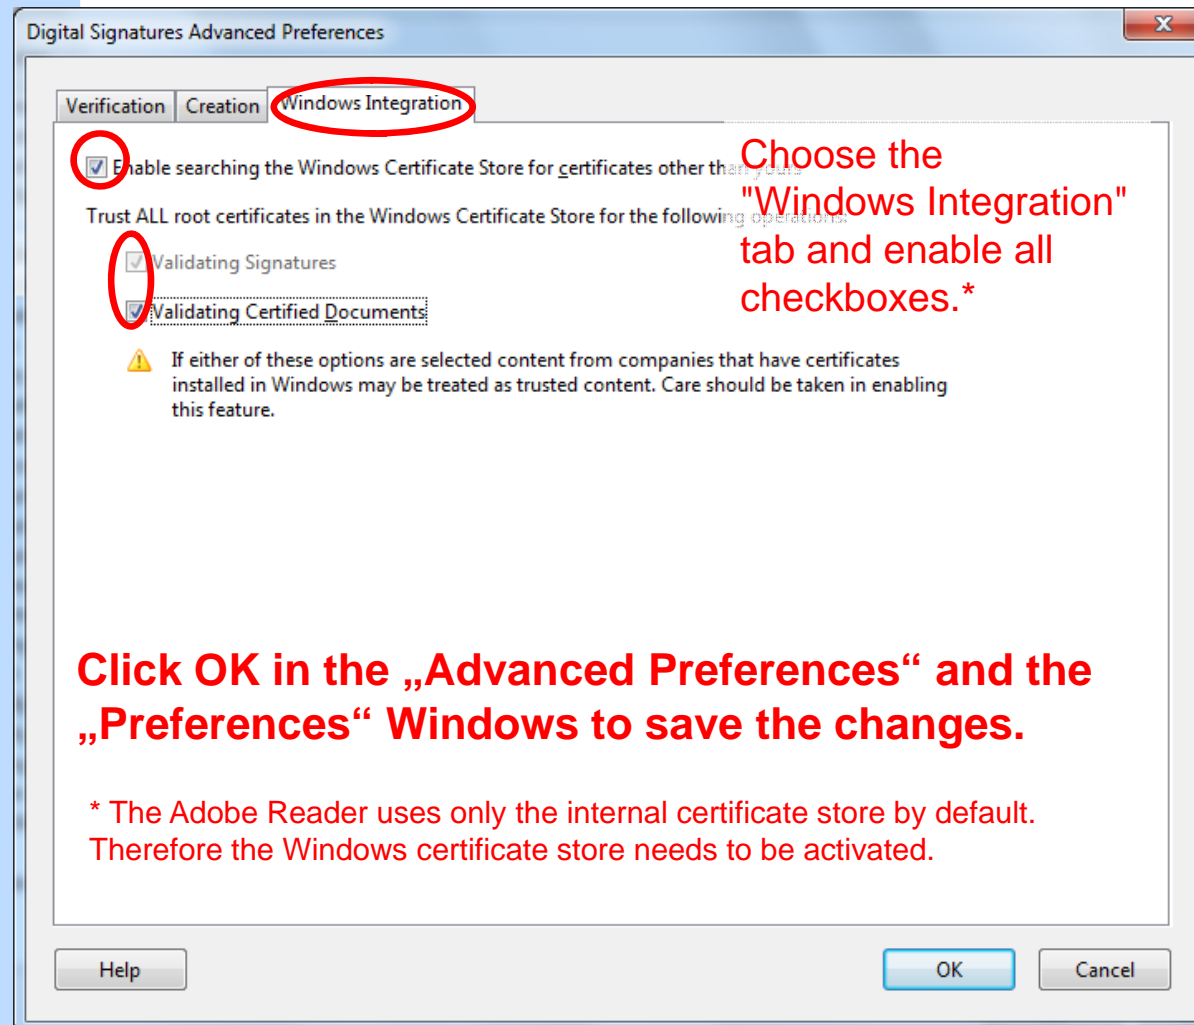 Digital Signatures Advanced Preferences
Verification Creation Windows Integration
Enable searching the Windows Certificate Store for certificates other than yours
Choose the
"Windows Integration"
tab and enable all
checkboxes.*
Trust ALL root certificates in the Windows Certificate Store for the following operations:
Validating Signatures
Validating Certified Documents
If either of these options are selected content from companies that have certificates
installed in Windows may be treated as trusted content. Care should be taken in enabling
this feature.
Click OK in the „Advanced Preferences“ and the
„Preferences“ Windows to save the changes.
* The Adobe Reader uses only the internal certificate store by default.
Therefore the Windows certificate store needs to be activated.
Help OK Cancel